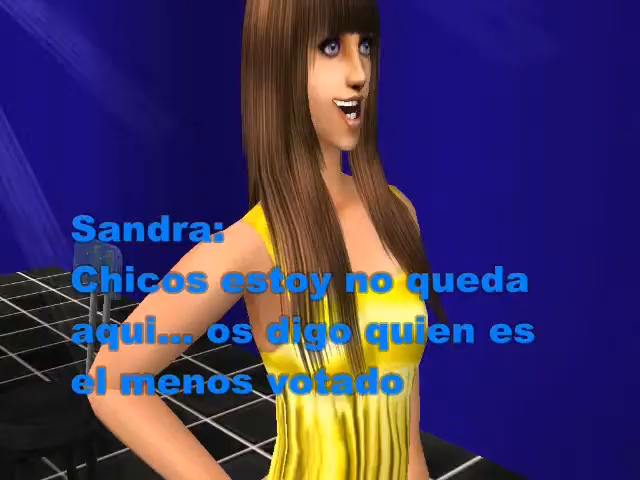 Sandra:
Chicos estoy no queda
aqui... os digo quien es
el menos votado